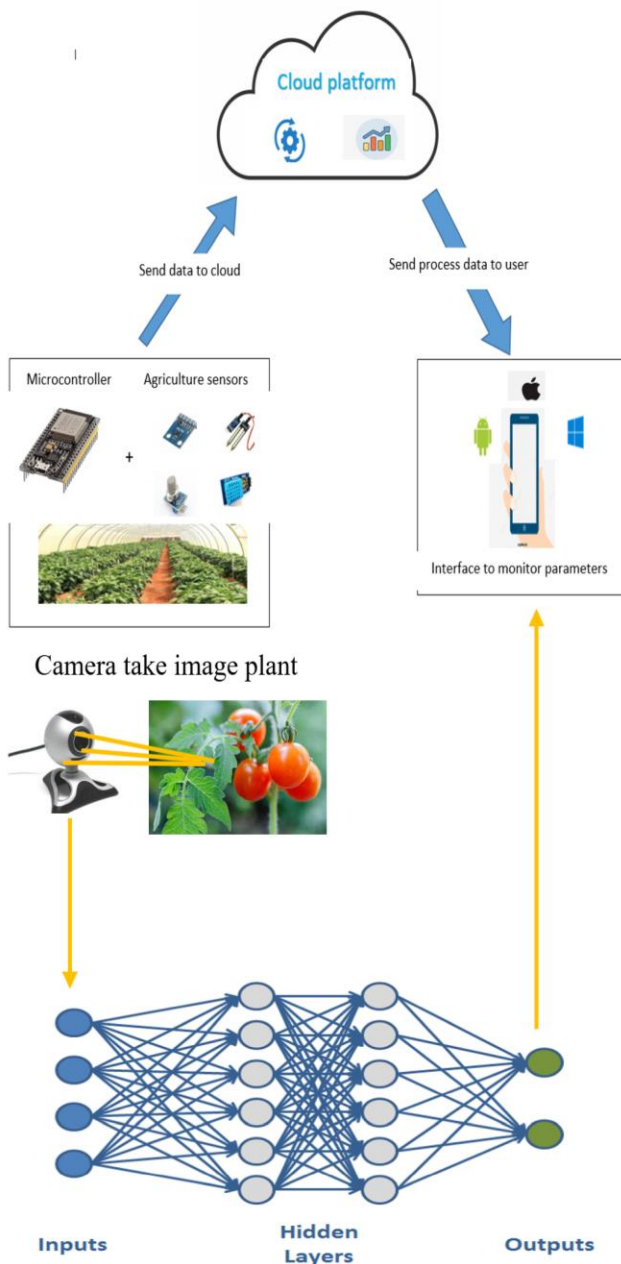 Cloud platform
Send data to cloud
Send process data to user
Microcontroller
Agriculture sensors
+
Interface to monitor parameters
Camera take image plant
Inputs
Hidden
Layers
Outputs